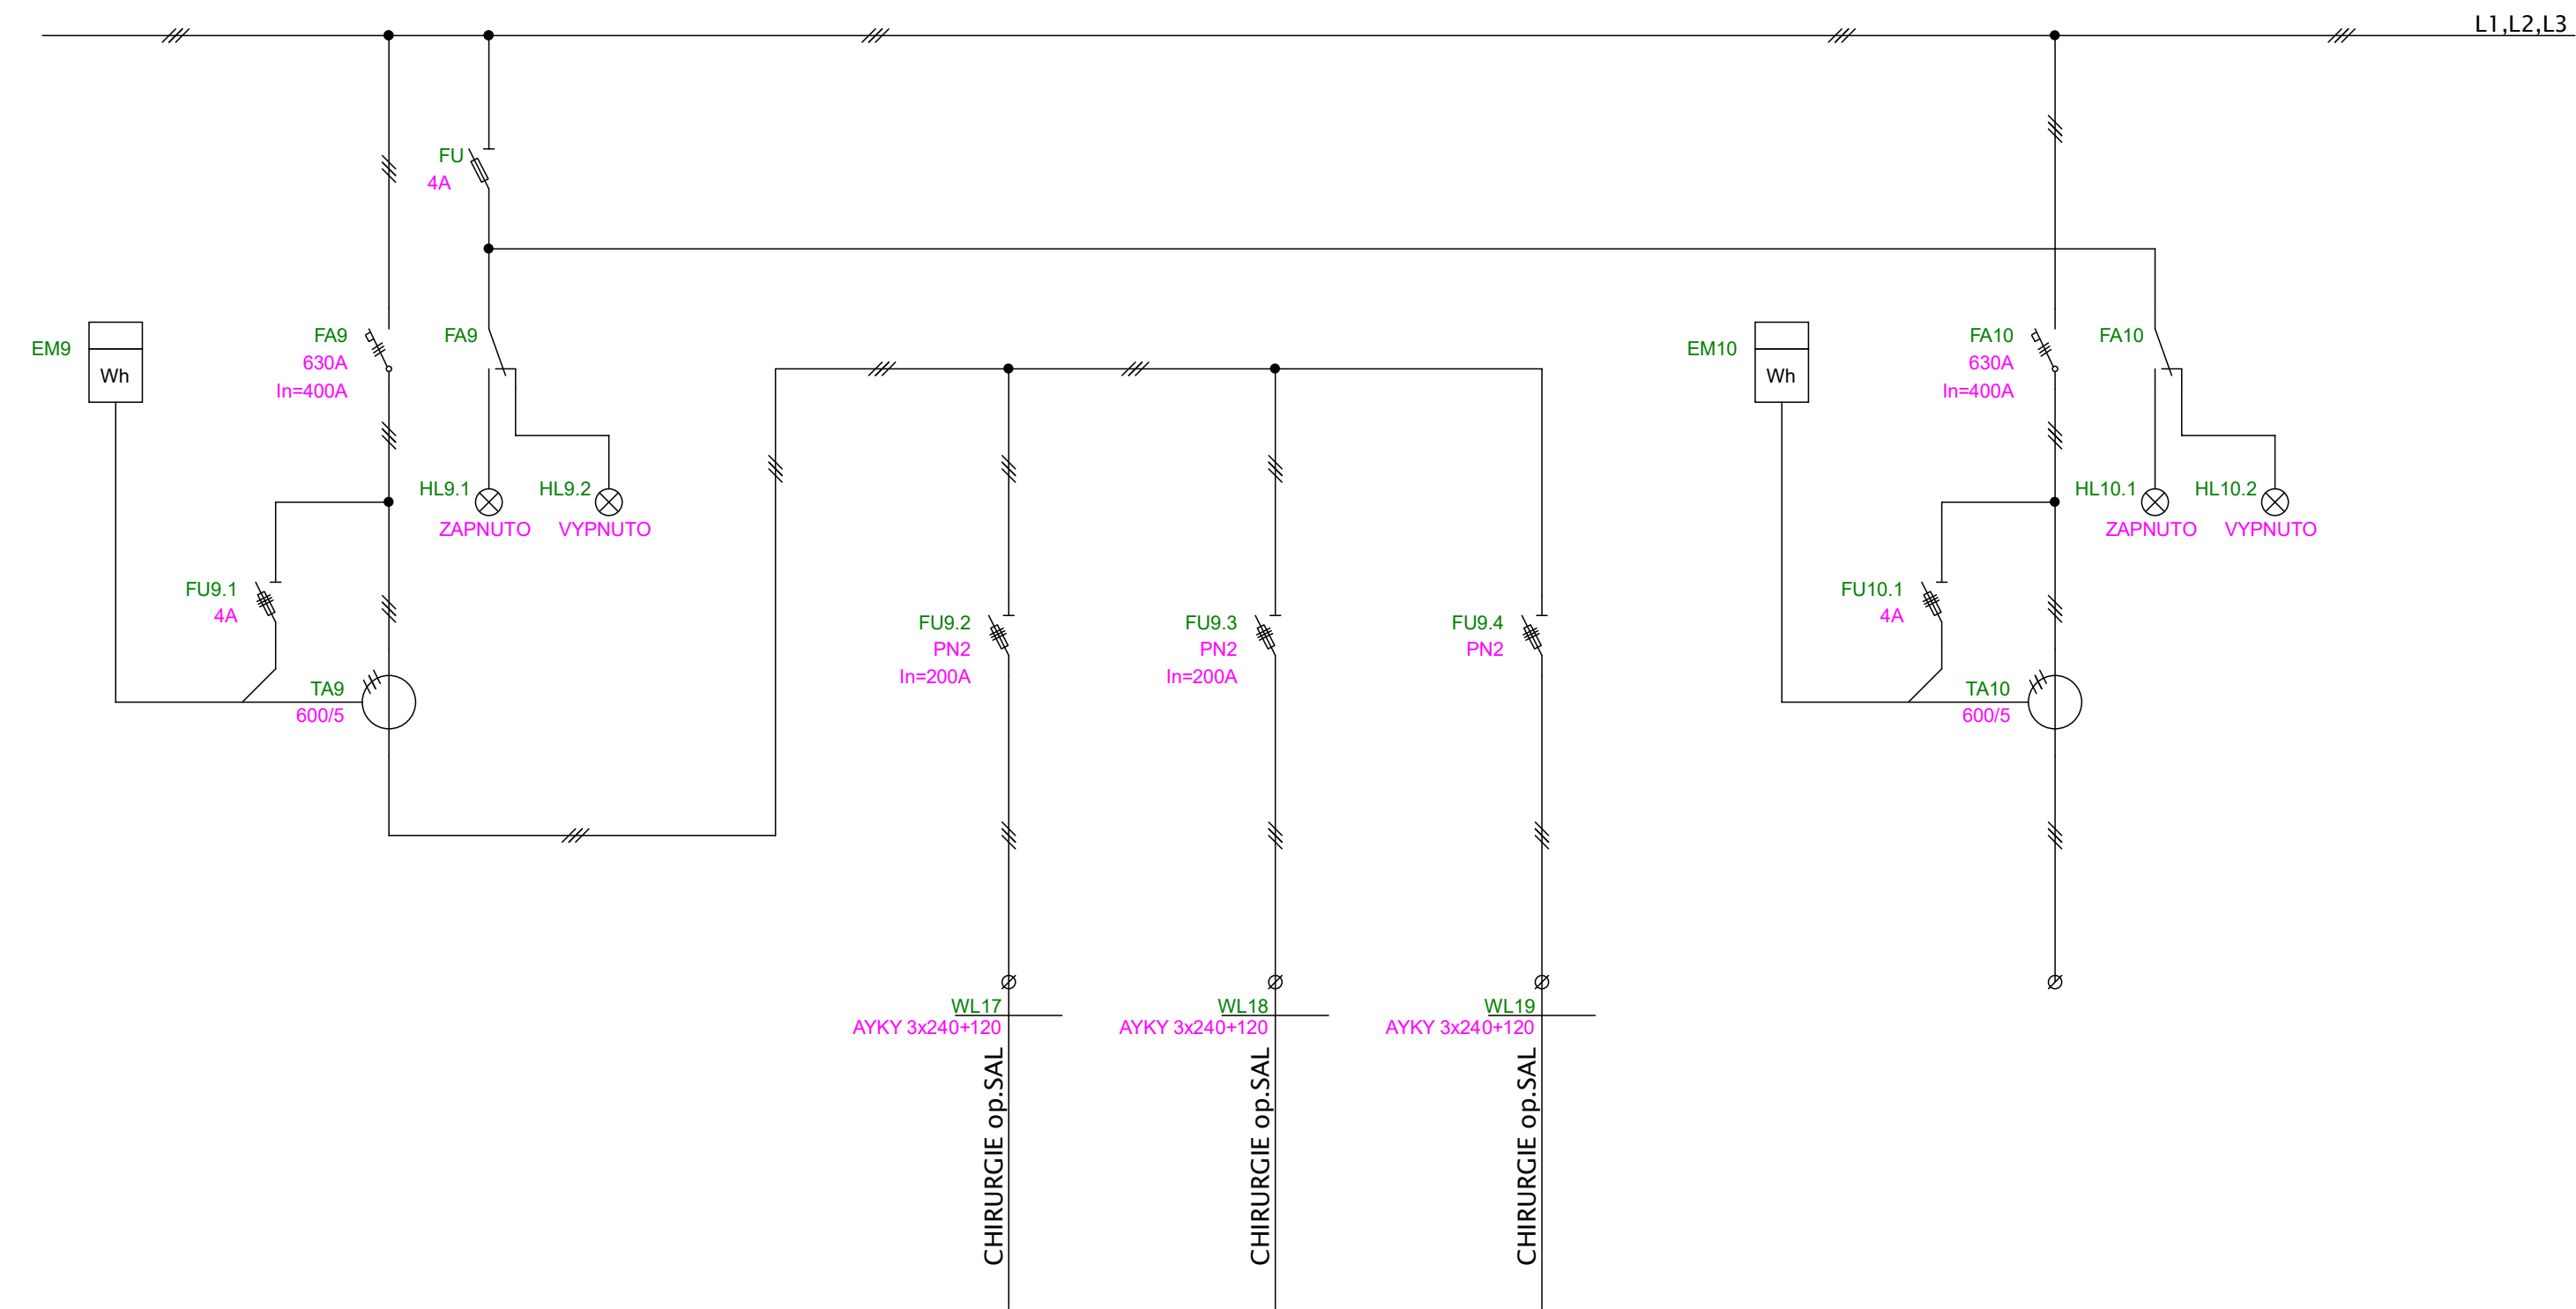 L1,L2,L3
FU
4A
EM9
Wh
FA9
630A
In=400A
FA9
HL9.1
ZAPNUTO
HL9.2
VYPNUTO
FU9.1
4A
TA9
600/5
FU9.2
PN2
In=200A
FU9.3
PN2
In=200A
FU9.4
PN2
EM10
Wh
FA10
630A
In=400A
FA10
HL10.1
ZAPNUTO
HL10.2
VYPNUTO
FU10.1
4A
TA10
600/5
WL17
AYKY 3x240+120
CHIRURGIE op.SAL
WL18
AYKY 3x240+120
CHIRURGIE op.SAL
WL19
AYKY 3x240+120
CHIRURGIE op.SAL